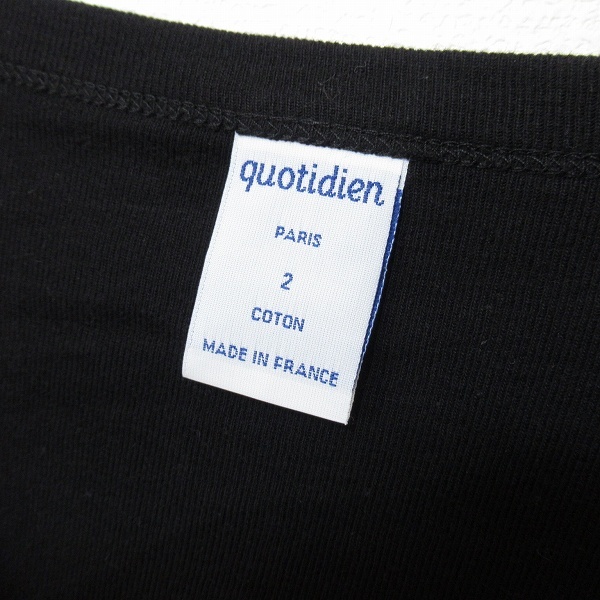 quotidien
PARIS
2
COTON
MADE IN FRANCE